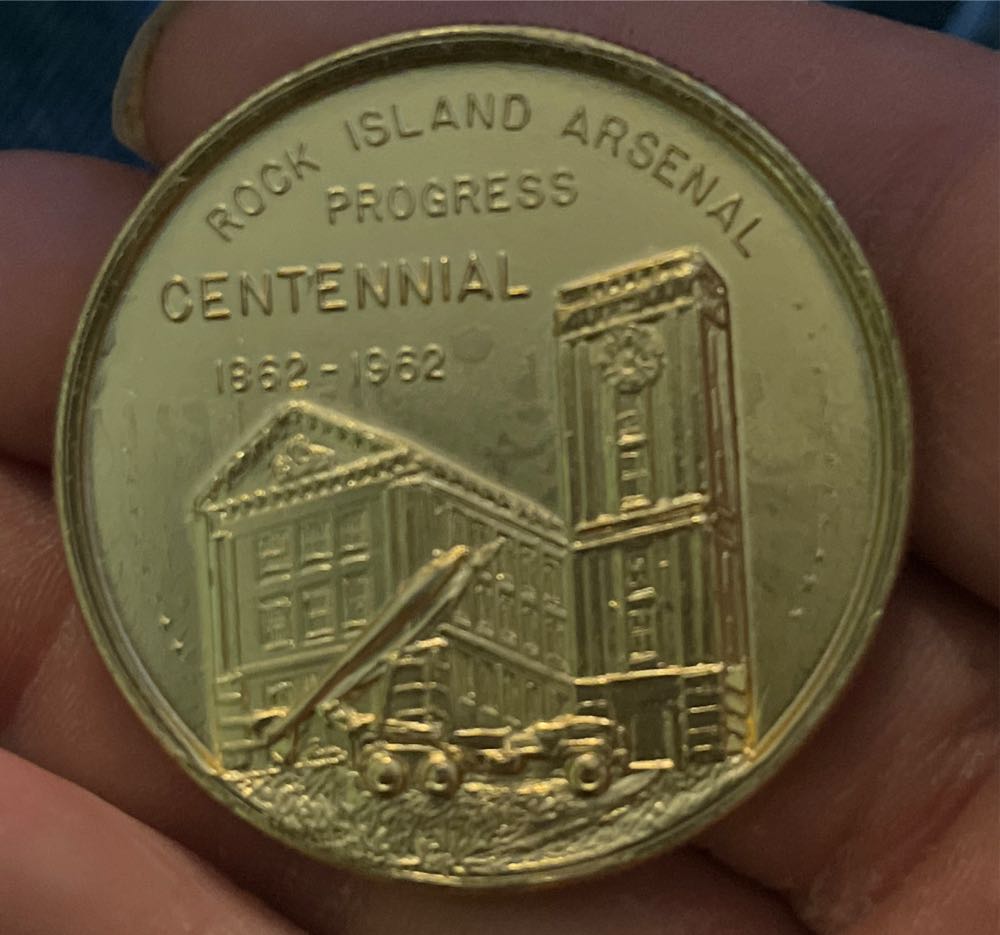 ROCK ISLAND ARSENAL
PROGRESS
CENTENNIAL
1862-1962